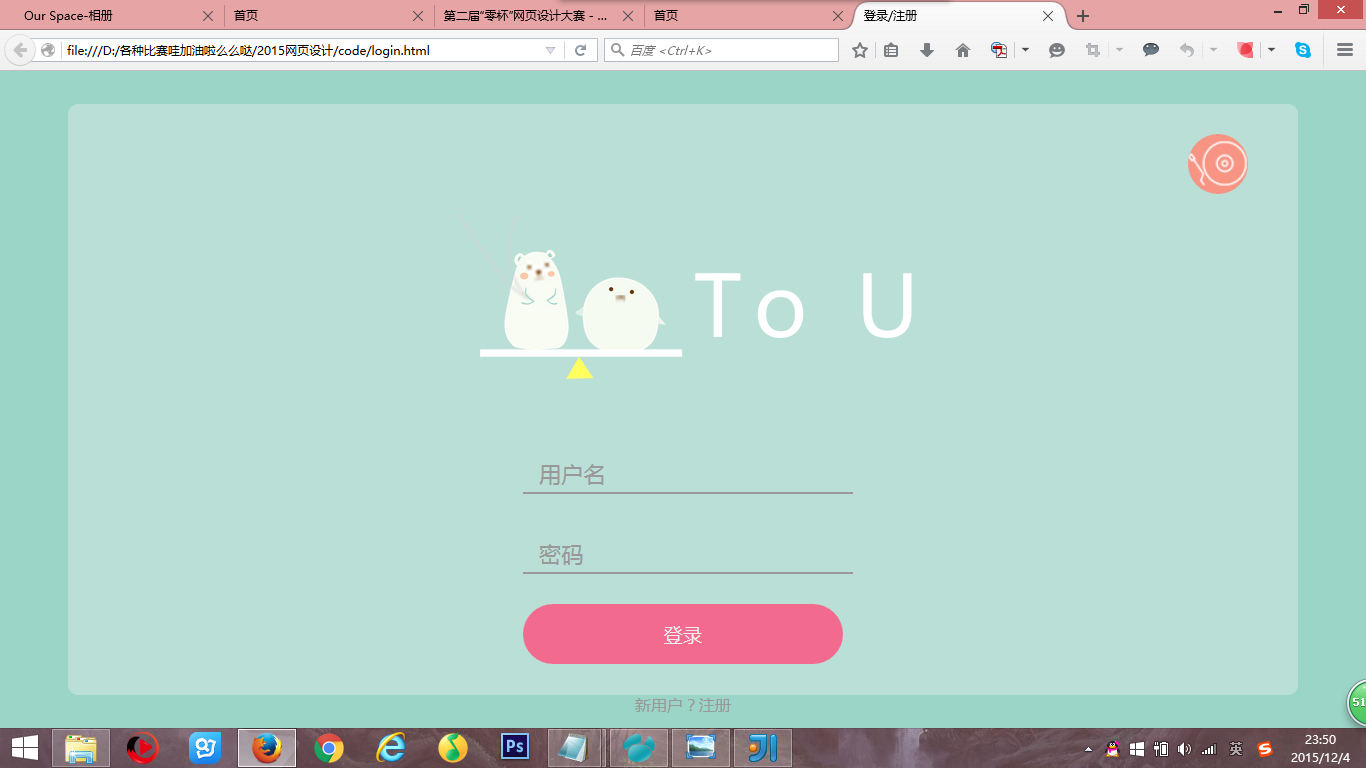 Our Space-相册
首页
第二届“零杯”网页设计大赛 - ...
首页
登录/注册
file:///D:/各种比赛哇加油啦么么哒/2015网页设计/code/login.html
百度 <Ctrl+K>
To U
用户名
密码
登录
新用户？注册
51
Ps
英
23:50
2015/12/4